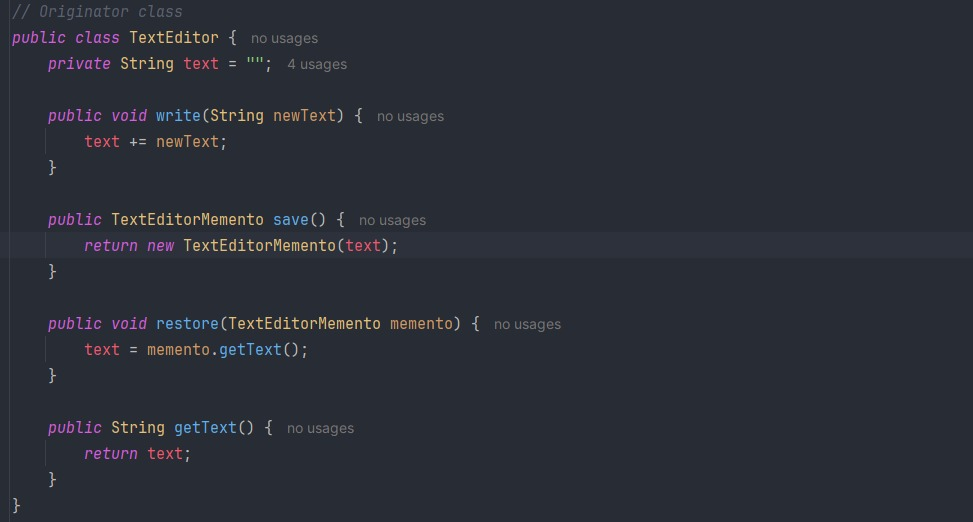 // Originator class
public class TextEditor {   no usages
    private String text = "";   4 usages
    public void write(String newText) {   no usages
        text += newText;
    }
    public TextEditorMemento save() {   no usages
        return new TextEditorMemento(text);
    }
    public void restore(TextEditorMemento memento) {   no usages
        text = memento.getText();
    }
    public String getText() {   no usages
        return text;
    }
}